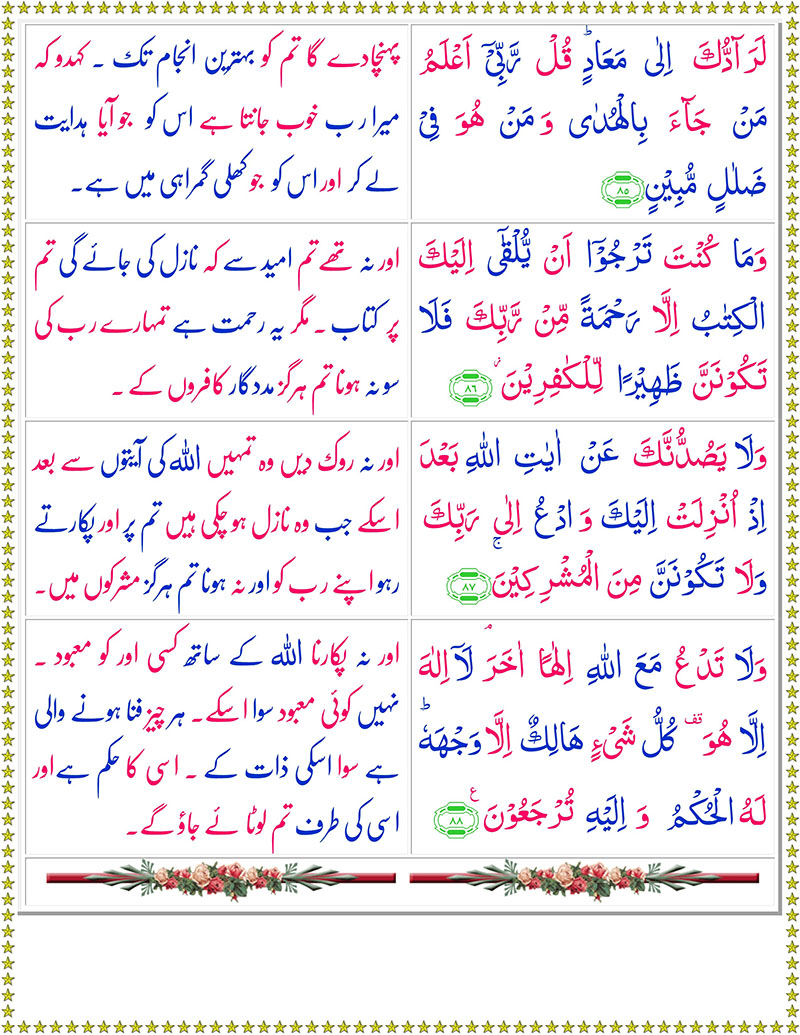 لَرَآدُّكَ اِلٰى مَعَادٍ ؕ قُلْ رَّبِّيْۤ اَعْلَمُ
مَنْ جَآءَ بِالْهُدٰى وَ مَنْ هُوَ فِيْ
ضَلٰلٍ مُّبِيْنٍ ۸۵
پہنچادے گا تم کو بہترین انجام تک ۔ کہدو کہ
میرا رب خوب جانتا ہے اس کو جو آیا ہدایت
لے کر اور اس کو جو کھلی گمراہی میں ہے۔
وَمَا كُنْتَ تَرْجُوْۤا اَنْ يُّلْقٰۤى اِلَيْكَ
الْكِتٰبُ اِلَّا رَحْمَةً مِّنْ رَّبِّكَ فَلَا
تَكُوْنَنَّ ظَهِيْرًا لِّلْكٰفِرِيْنَ ۸۶
اور نہ تھے تم امید سے کہ نازل کی جائے گی تم
پر کتاب ۔ مگر یہ رحمت ہے تمہارے رب کی
سو نہ ہونا تم ہرگز مددگار کافروں کے ۔
وَلَا يَصُدُّنَّكَ عَنْ اٰيٰتِ اللّٰهِ بَعْدَ
اِذْ اُنْزِلَتْ اِلَيْكَ وَ ادْعُ اِلٰى رَبِّكَ
وَلَا تَكُوْنَنَّ مِنَ الْمُشْرِكِيْنَ ۚ ۸۷
اور نہ روک دیں وہ تمہیں اللہ کی آیتوں سے بعد
اسکے جب وہ نازل ہو چکی ہیں تم پر اور پکارتے
رہو اپنے رب کو اور نہ ہونا تم ہرگز مشرکوں میں۔
وَلَا تَدْعُ مَعَ اللّٰهِ اِلٰهًا اٰخَرَ ۘ لَآ اِلٰهَ
اِلَّا هُوَ قف كُلُّ شَيْءٍ هَالِكٌ اِلَّا وَجْهَهٗ ؕ
لَهُ الْحُكْمُ وَ اِلَيْهِ تُرْجَعُوْنَ ع ۸۸
اور نہ پکارنا اللہ کے ساتھ کسی اور کو معبود ۔
نہیں کوئی معبود سوا اسکے۔ ہر چیز فنا ہونے والی
ہے سوا اسکی ذات کے ۔ اسی کا حکم ہے اور
اسی کی طرف تم لوٹائے جاؤ گے۔